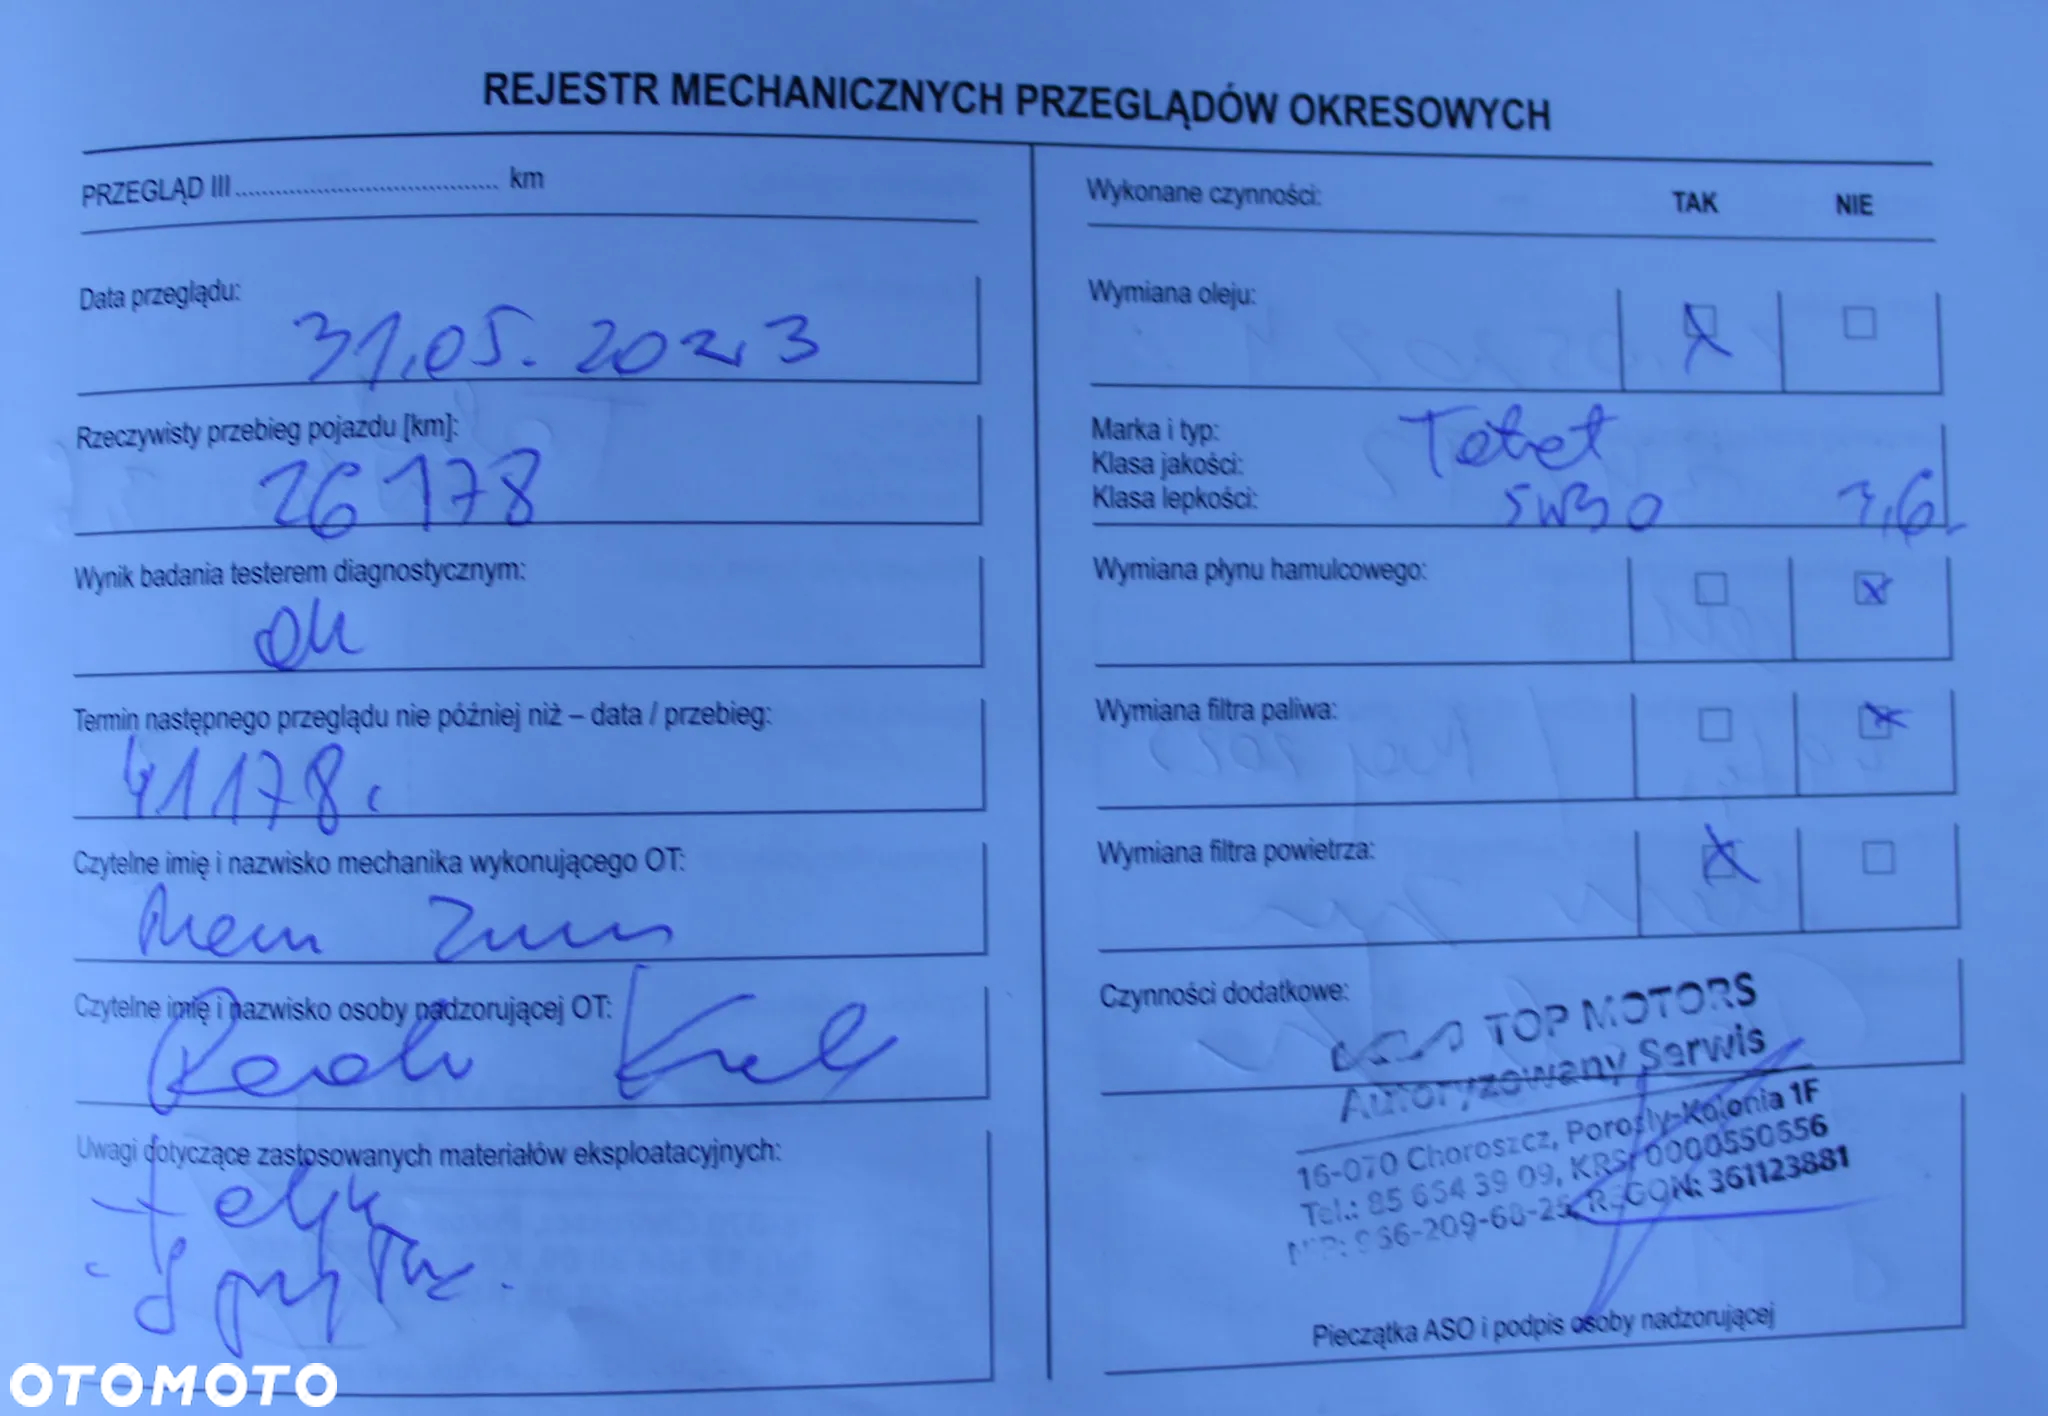 REJESTR MECHANICZNYCH PRZEGLĄDÓW OKRESOWYCH
PRZEGLĄD III ........................................ km
Data przeglądu:
31.05.2023
Rzeczywisty przebieg pojazdu [km]:
26178
Wynik badania testerem diagnostycznym:
ok
Termin następnego przeglądu nie później niż – data / przebieg:
41178
Czytelne imię i nazwisko mechanika wykonującego OT:
Czytelne imię i nazwisko osoby nadzorującej OT:
Uwagi dotyczące zastosowanych materiałów eksploatacyjnych:
Wykonane czynności: TAK NIE
Wymiana oleju: X
Marka i typ:
Klasa jakości:
Klasa lepkości: 5W30
Wymiana płynu hamulcowego: X
Wymiana filtra paliwa: X
Wymiana filtra powietrza: X
Czynności dodatkowe:
TOP MOTORS
Autoryzowany Serwis
16-070 Choroszcz, Porosły-Kolonia 1F
Tel.: 85 654 39 09, KRS: 0000550556
NIP: 966-209-60-25, REGON: 361123881
Pieczątka ASO i podpis osoby nadzorującej
OTOMOTO